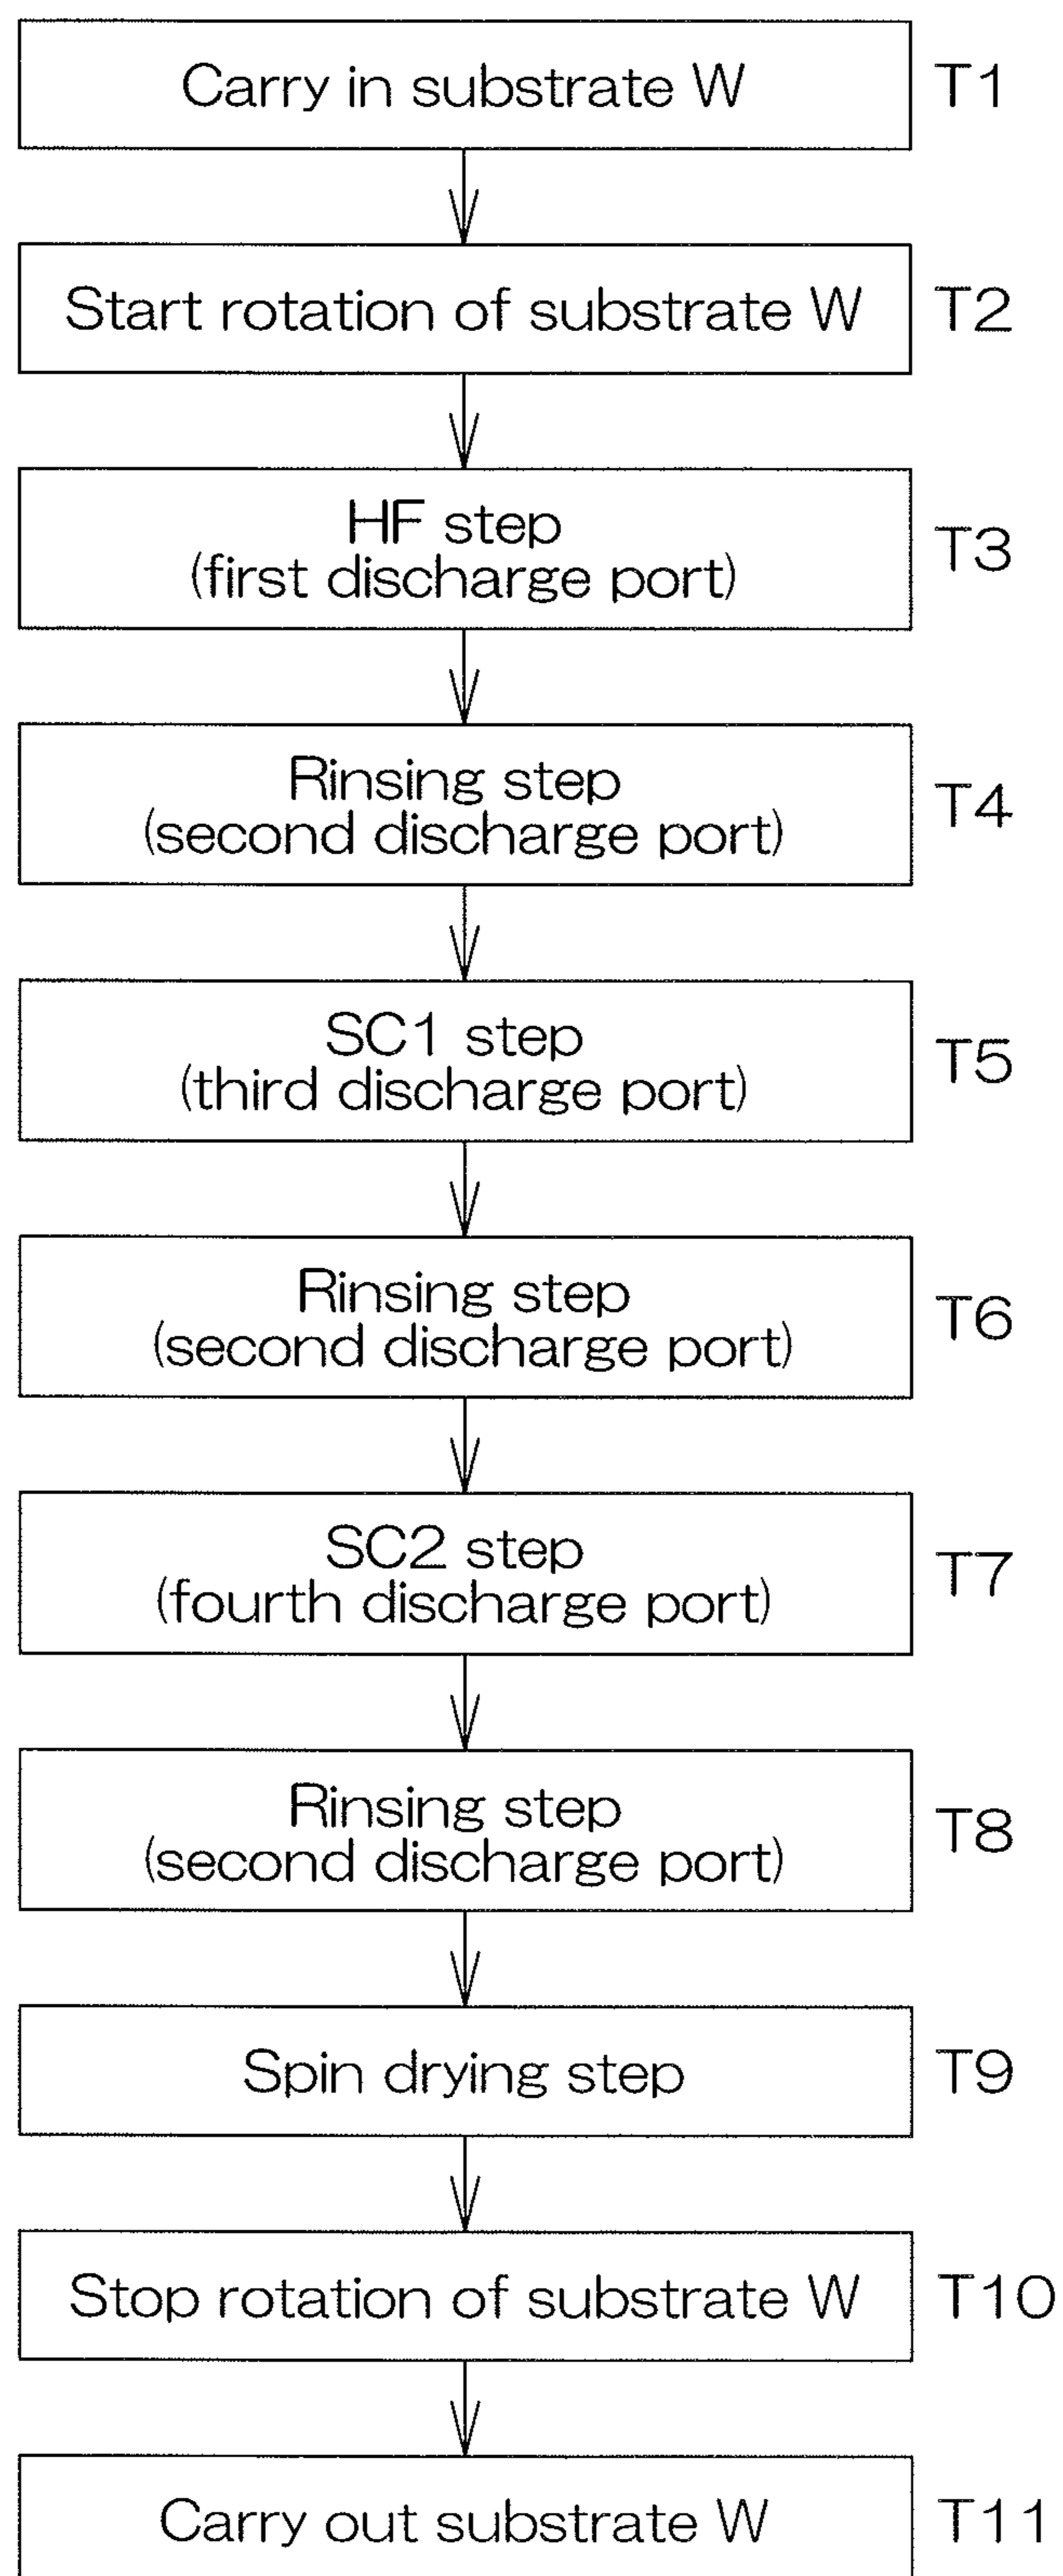 Carry in substrate W T1
Start rotation of substrate W T2
HF step
(first discharge port) T3
Rinsing step
(second discharge port) T4
SC1 step
(third discharge port) T5
Rinsing step
(second discharge port) T6
SC2 step
(fourth discharge port) T7
Rinsing step
(second discharge port) T8
Spin drying step T9
Stop rotation of substrate W T10
Carry out substrate W T11